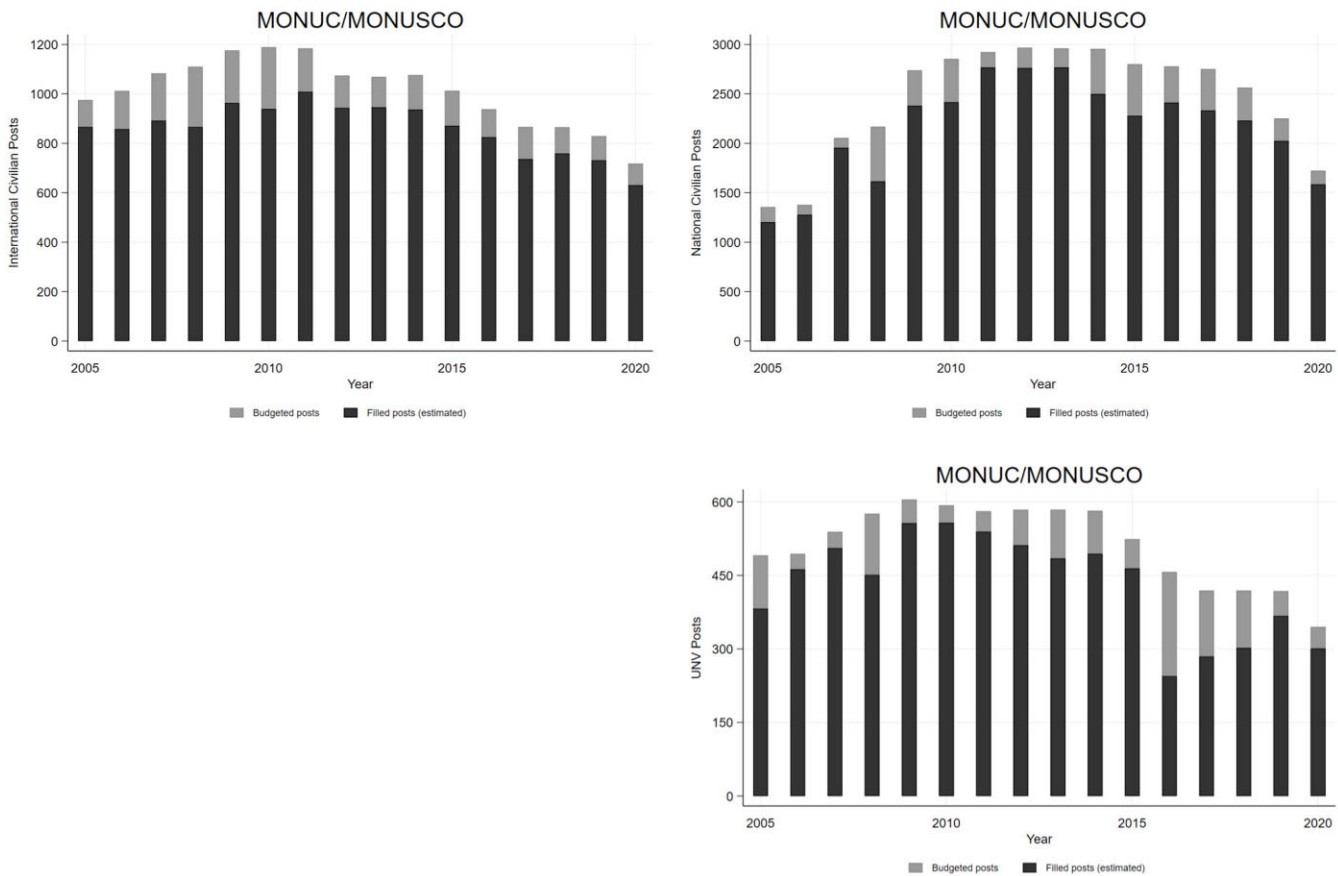 MONUC/MONUSCO
1200
1000
800
600
400
200
0
International Civilian Posts
2005 2010 2015 2020
Year
Budgeted posts Filled posts (estimated)
MONUC/MONUSCO
3000
2500
2000
1500
1000
500
0
National Civilian Posts
2005 2010 2015 2020
Year
Budgeted posts Filled posts (estimated)
MONUC/MONUSCO
600
450
300
150
0
UNV Posts
2005 2010 2015 2020
Year
Budgeted posts Filled posts (estimated)